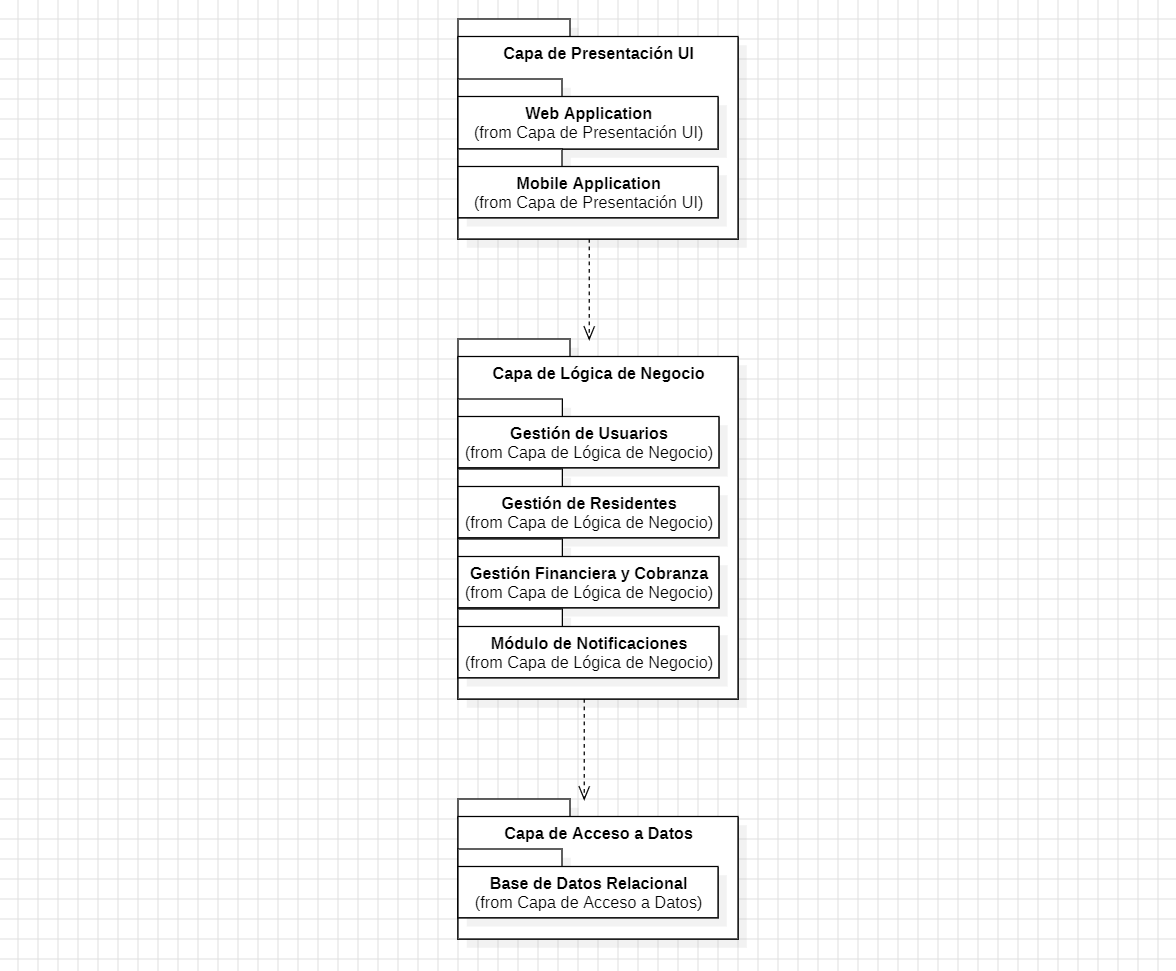 Capa de Presentación UI
Web Application
(from Capa de Presentación UI)
Mobile Application
(from Capa de Presentación UI)
Capa de Lógica de Negocio
Gestión de Usuarios
(from Capa de Lógica de Negocio)
Gestión de Residentes
(from Capa de Lógica de Negocio)
Gestión Financiera y Cobranza
(from Capa de Lógica de Negocio)
Módulo de Notificaciones
(from Capa de Lógica de Negocio)
Capa de Acceso a Datos
Base de Datos Relacional
(from Capa de Acceso a Datos)